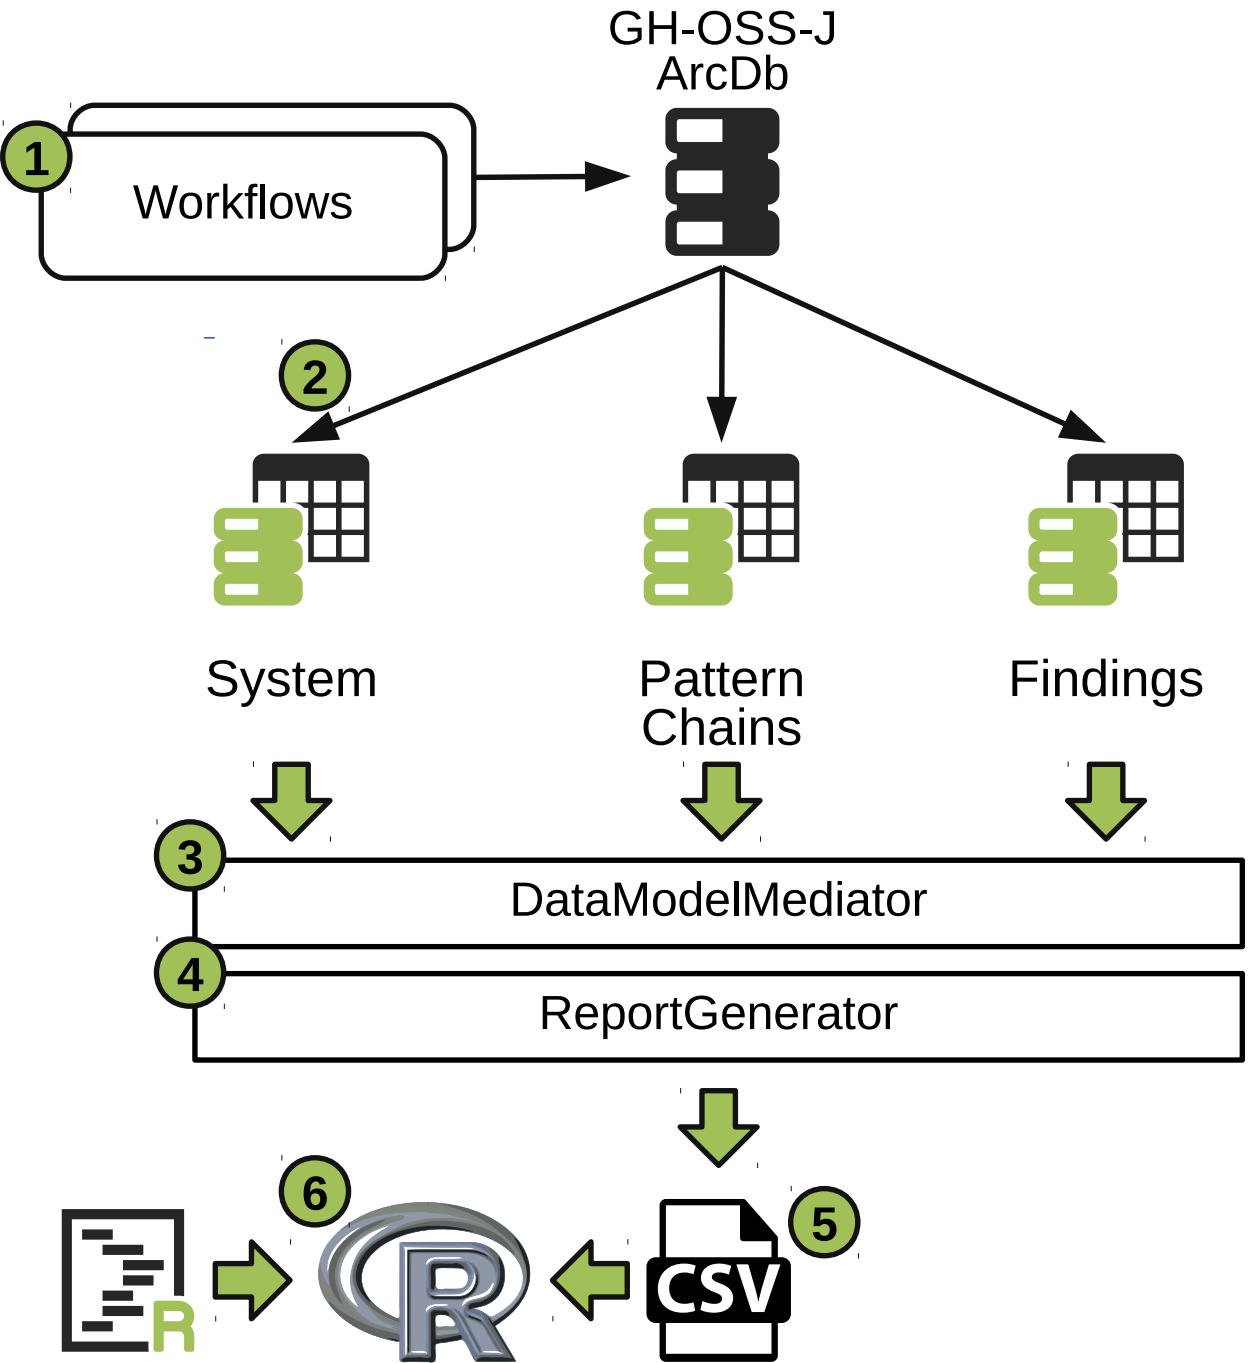 GH-OSS-J
ArcDb
1
Workflows
2
System
Pattern
Chains
Findings
3
DataModelMediator
4
ReportGenerator
6
5
R
R
CSV